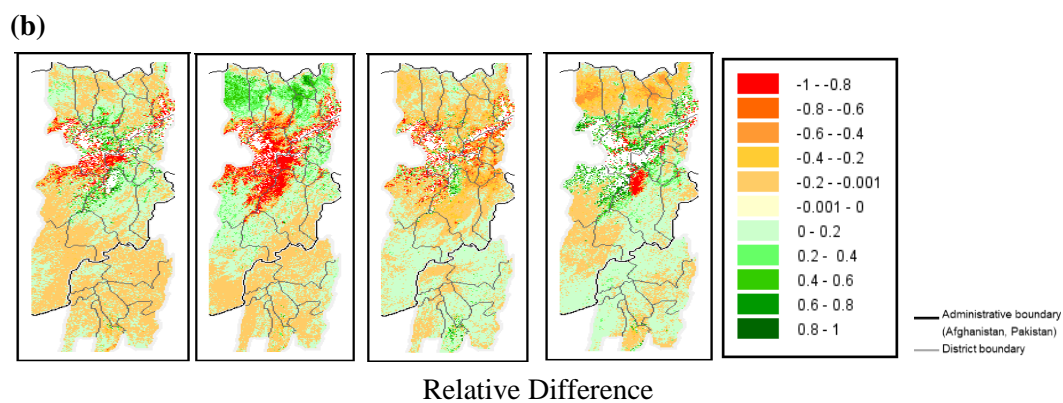 (b)
-1 - -0.8
-0.8 - -0.6
-0.6 - -0.4
-0.4 - -0.2
-0.2 - -0.001
-0.001 - 0
0 - 0.2
0.2 - 0.4
0.4 - 0.6
0.6 - 0.8
0.8 - 1
Administrative boundary
(Afghanistan, Pakistan)
District boundary
Relative Difference